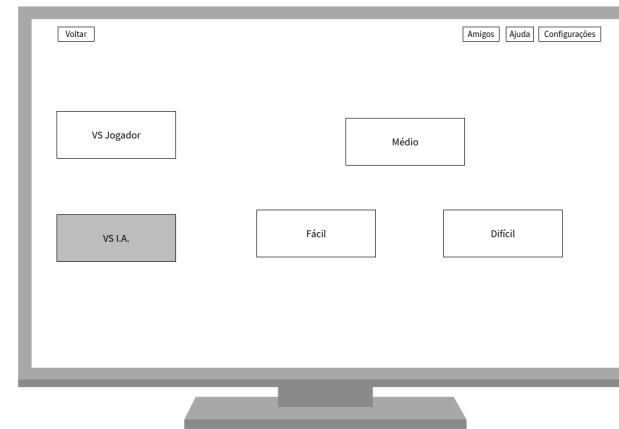 Voltar
Amigos
Ajuda
Configurações
VS Jogador
Médio
VS I.A.
Fácil
Difícil